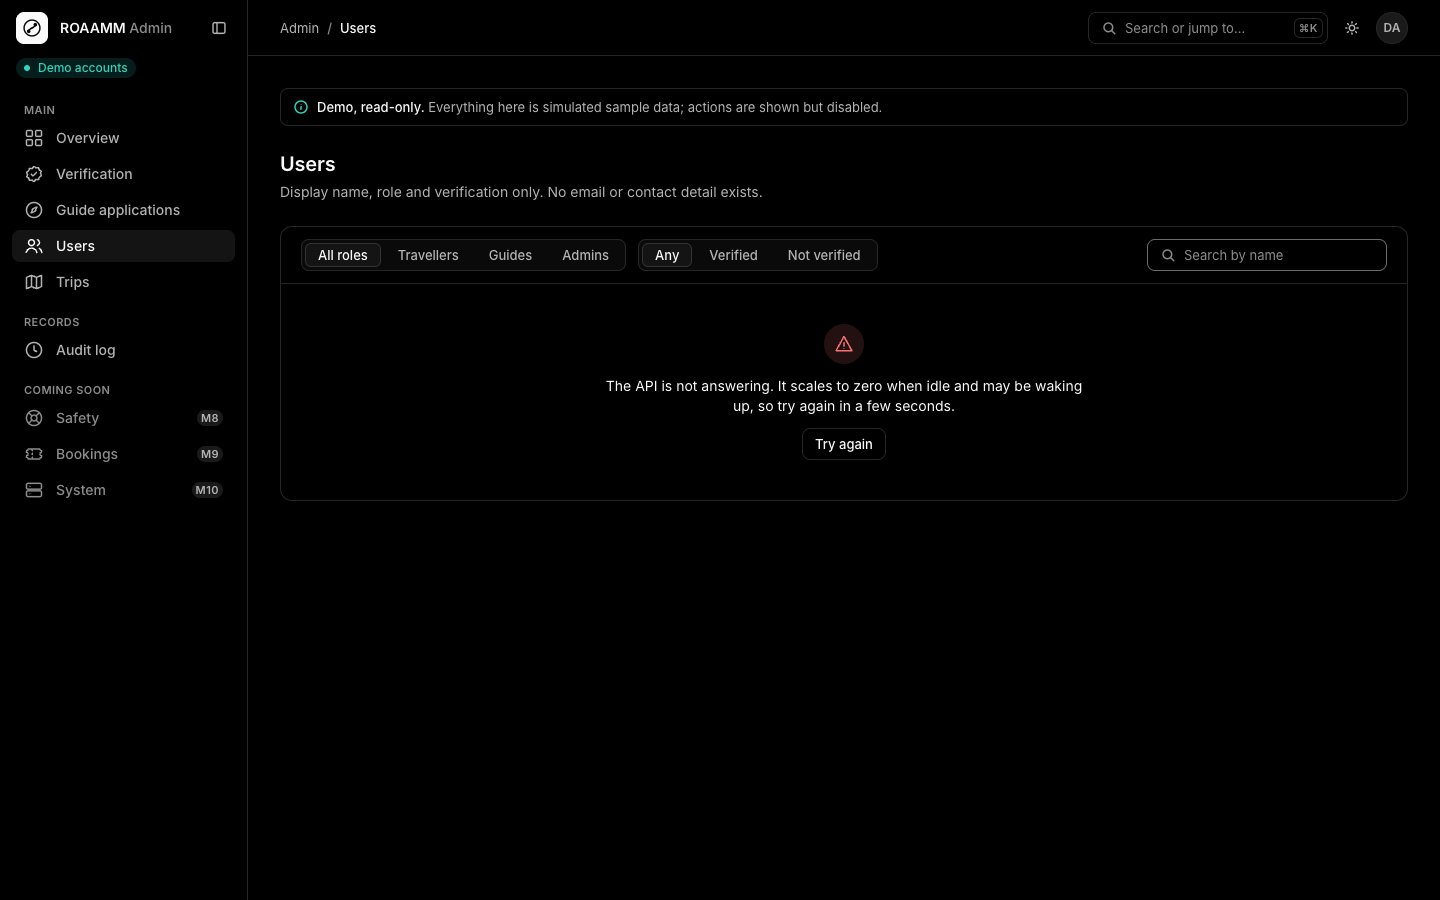 ROAAMM Admin
Demo accounts
MAIN
Overview
Verification
Guide applications
Users
Trips
RECORDS
Audit log
COMING SOON
Safety M8
Bookings M9
System M10
Admin / Users
Search or jump to... ⌘K
DA
Demo, read-only. Everything here is simulated sample data; actions are shown but disabled.
Users
Display name, role and verification only. No email or contact detail exists.
All roles Travellers Guides Admins Any Verified Not verified Search by name
The API is not answering. It scales to zero when idle and may be waking
up, so try again in a few seconds.
Try again